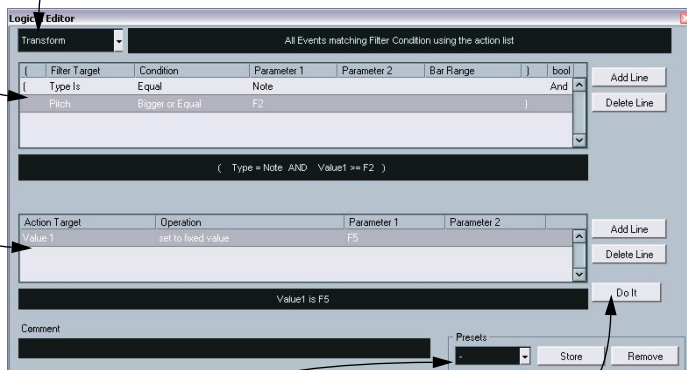 Logical Editor
Transform
All Events matching Filter Condition using the action list
( Filter Target Condition Parameter 1 Parameter 2 Bar Range ) bool
( Type Is Equal Note And
Pitch Bigger or Equal F2 )
Add Line
Delete Line
( Type = Note AND Value1 >= F2 )
Action Target Operation Parameter 1 Parameter 2
Value 1 set to fixed value F5
Add Line
Delete Line
Value1 is F5
Do It
Comment
Presets
-
Store
Remove